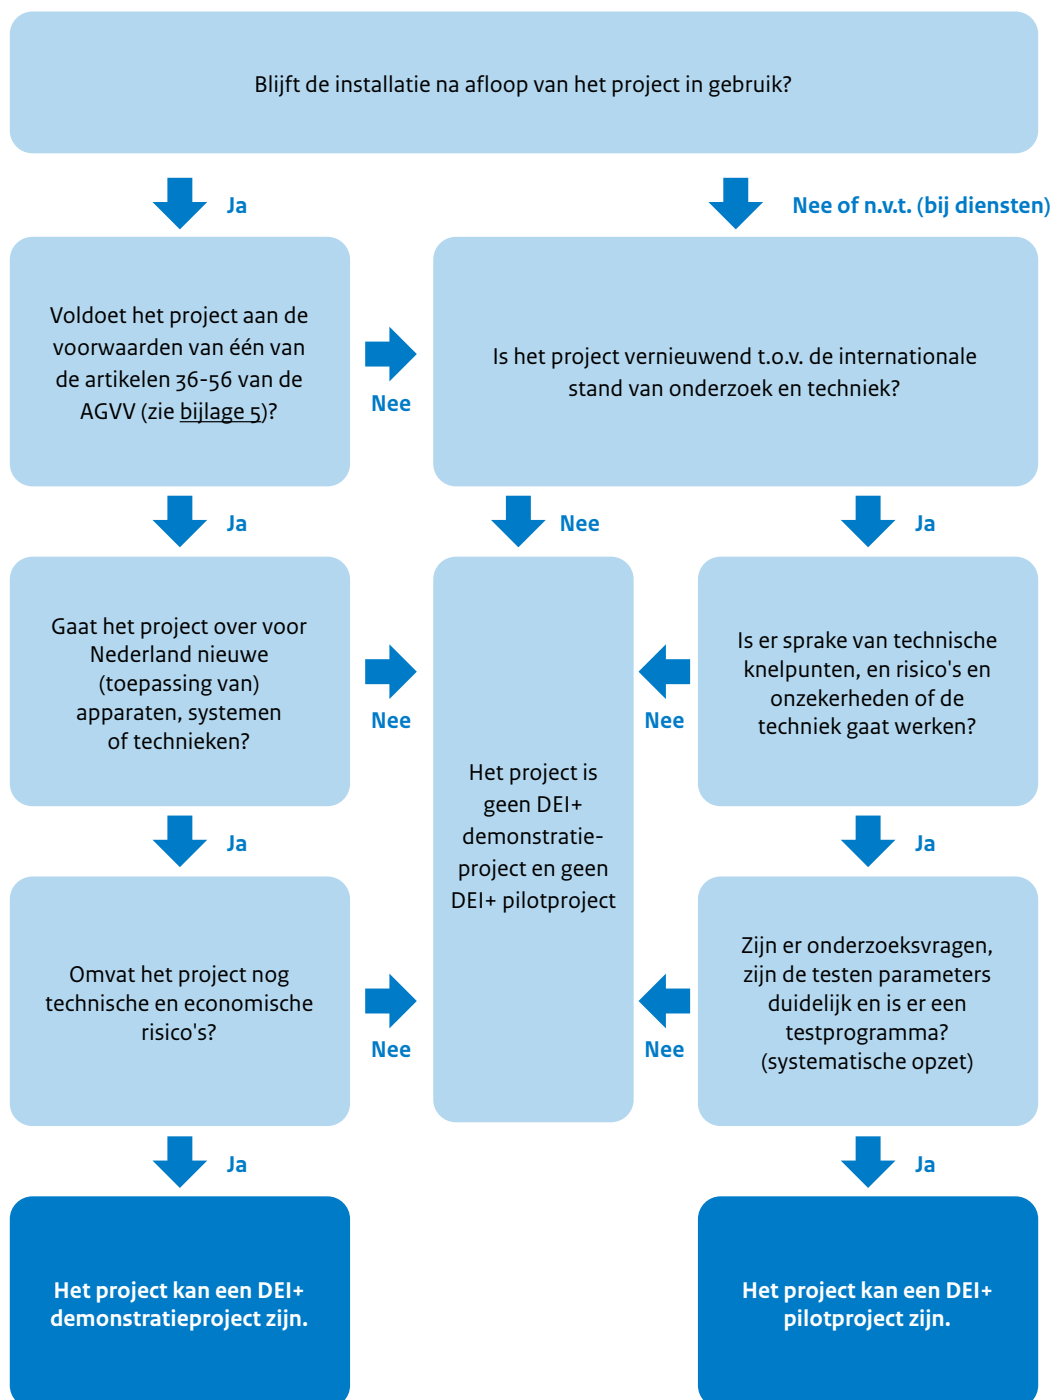 Blijft de installatie na afloop van het project in gebruik?
Ja
Nee of n.v.t. (bij diensten)
Voldoet het project aan de
voorwaarden van één van
de artikelen 36-56 van de
AGVV (zie bijlage 5)?
Nee
Is het project vernieuwend t.o.v. de internationale
stand van onderzoek en techniek?
Ja
Nee
Ja
Gaat het project over voor
Nederland nieuwe
(toepassing van)
apparaten, systemen
of technieken?
Nee
Het project is
geen DEI+
demonstratie-
project en geen
DEI+ pilotproject
Nee
Is er sprake van technische
knelpunten, en risico's en
onzekerheden of de
techniek gaat werken?
Ja
Ja
Omvat het project nog
technische en economische
risico's?
Nee
Nee
Zijn er onderzoeksvragen,
zijn de testen parameters
duidelijk en is er een
testprogramma?
(systematische opzet)
Ja
Ja
Het project kan een DEI+
demonstratieproject zijn.
Het project kan een DEI+
pilotproject zijn.